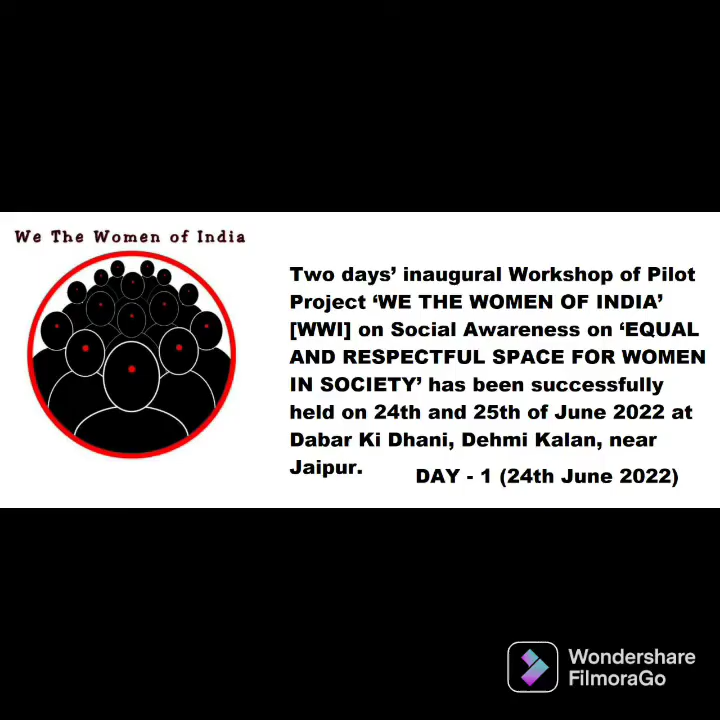 We The Women of India
Two days’ inaugural Workshop of Pilot
Project ‘WE THE WOMEN OF INDIA’
[WWI] on Social Awareness on ‘EQUAL
AND RESPECTFUL SPACE FOR WOMEN
IN SOCIETY’ has been successfully
held on 24th and 25th of June 2022 at
Dabar Ki Dhani, Dehmi Kalan, near
Jaipur.
DAY - 1 (24th June 2022)
Wondershare
FilmoraGo